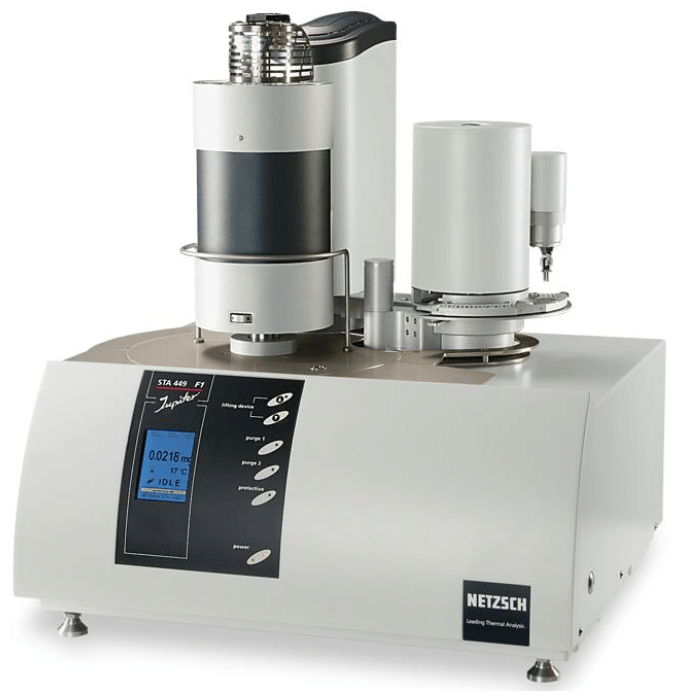 STA 449 F1
Jupiter
lifting device
purge 1
0.0216 mg
purge 2
17 °C
IDLE
protective
power
NETZSCH
Leading Thermal Analysis.